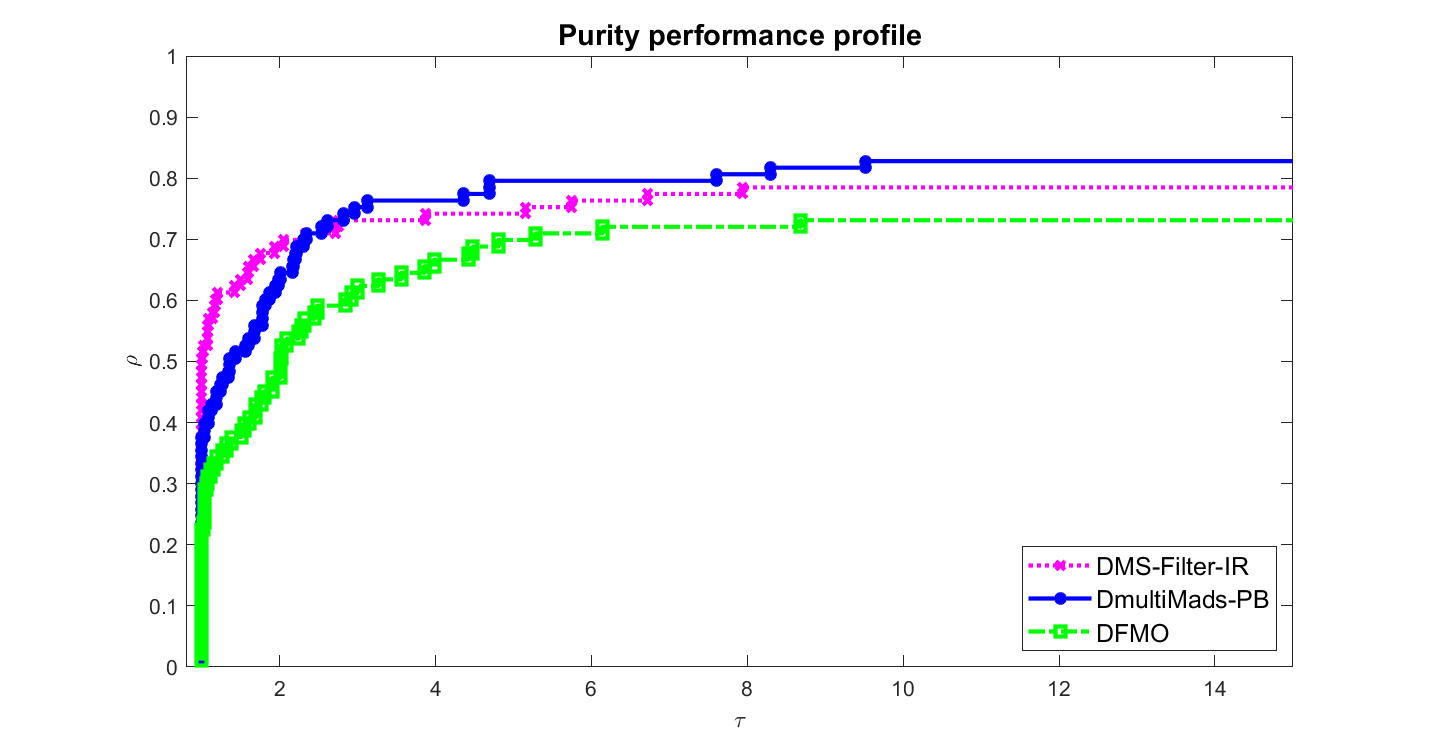 Purity performance profile
1
0.9
0.8
0.7
0.6
0.5
0.4
0.3
0.2
0.1
0
ρ
2 4 6 8 10 12 14
τ
DMS-Filter-IR
DmultiMads-PB
DFMO